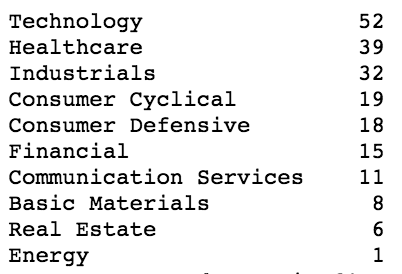 Technology 52
Healthcare 39
Industrials 32
Consumer Cyclical 19
Consumer Defensive 18
Financial 15
Communication Services 11
Basic Materials 8
Real Estate 6
Energy 1